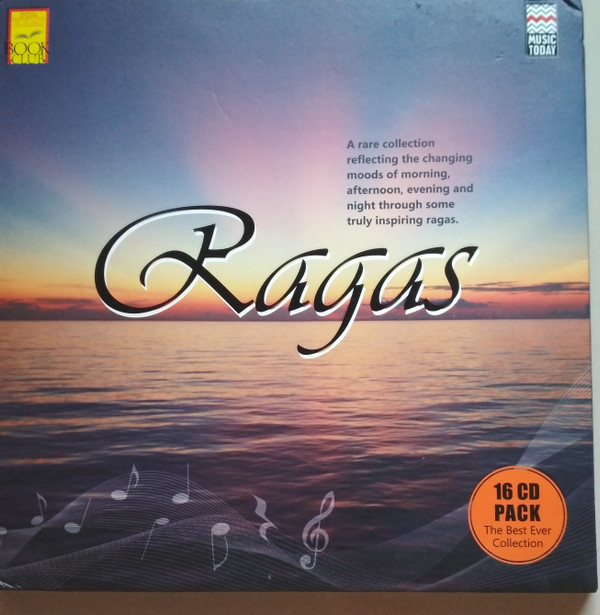 BOOK
CLUB
MUSIC
TODAY
A rare collection
reflecting the changing
moods of morning,
afternoon, evening and
night through some
truly inspiring ragas.
Ragas
16 CD
PACK
The Best Ever
Collection